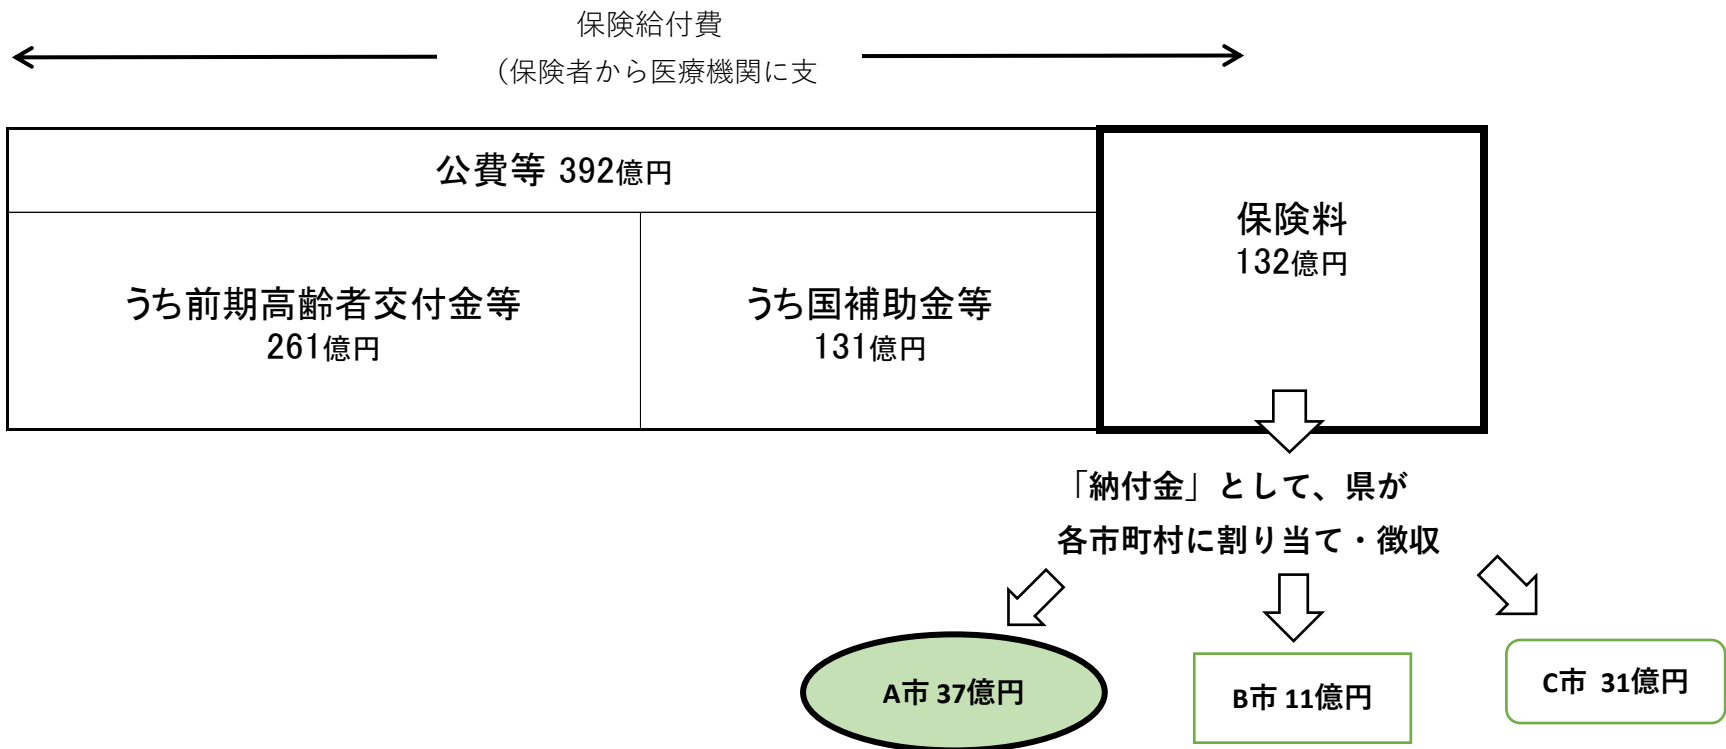 保険給付費
（保険者から医療機関に支
公費等 392億円
うち前期高齢者交付金等
261億円
うち国補助金等
131億円
保険料
132億円
「納付金」として、県が
各市町村に割り当て・徴収
A市 37億円
B市 11億円
C市 31億円